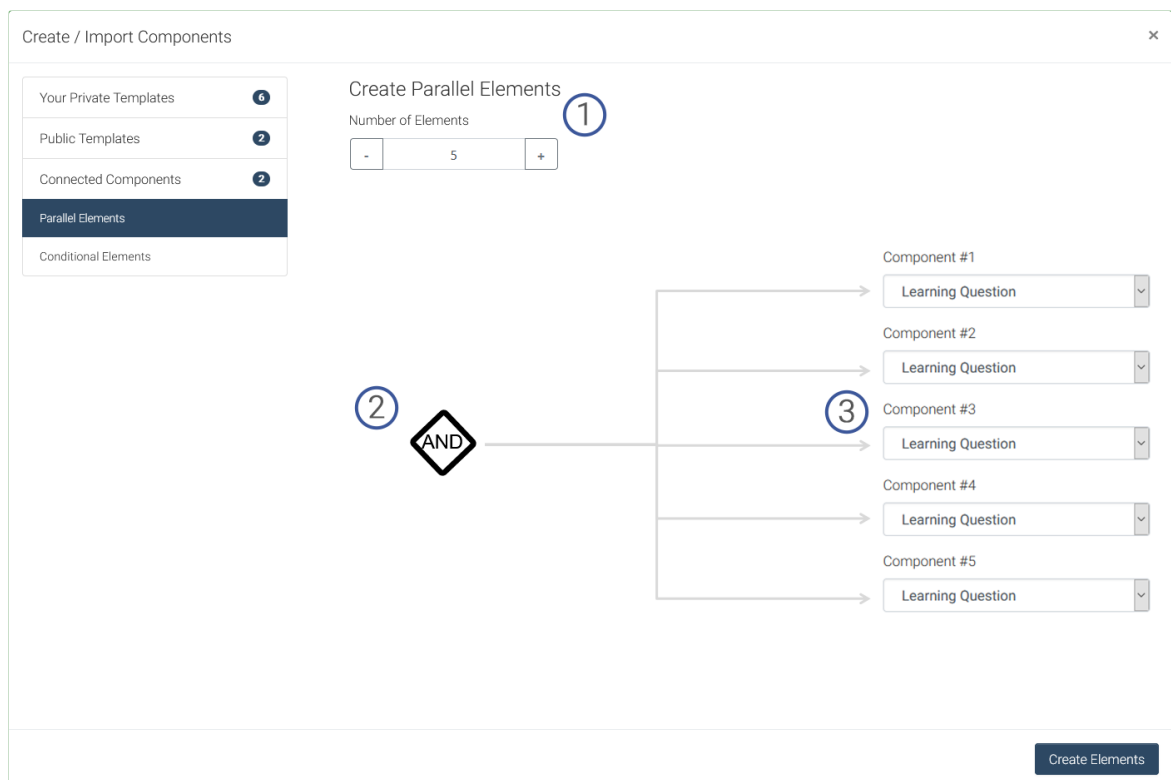 Create / Import Components ×
Your Private Templates 6
Public Templates 2
Connected Components 2
Parallel Elements
Conditional Elements
Create Parallel Elements
1
Number of Elements
- 5 +
2
AND
Component #1
Learning Question
Component #2
Learning Question
3
Component #3
Learning Question
Component #4
Learning Question
Component #5
Learning Question
Create Elements